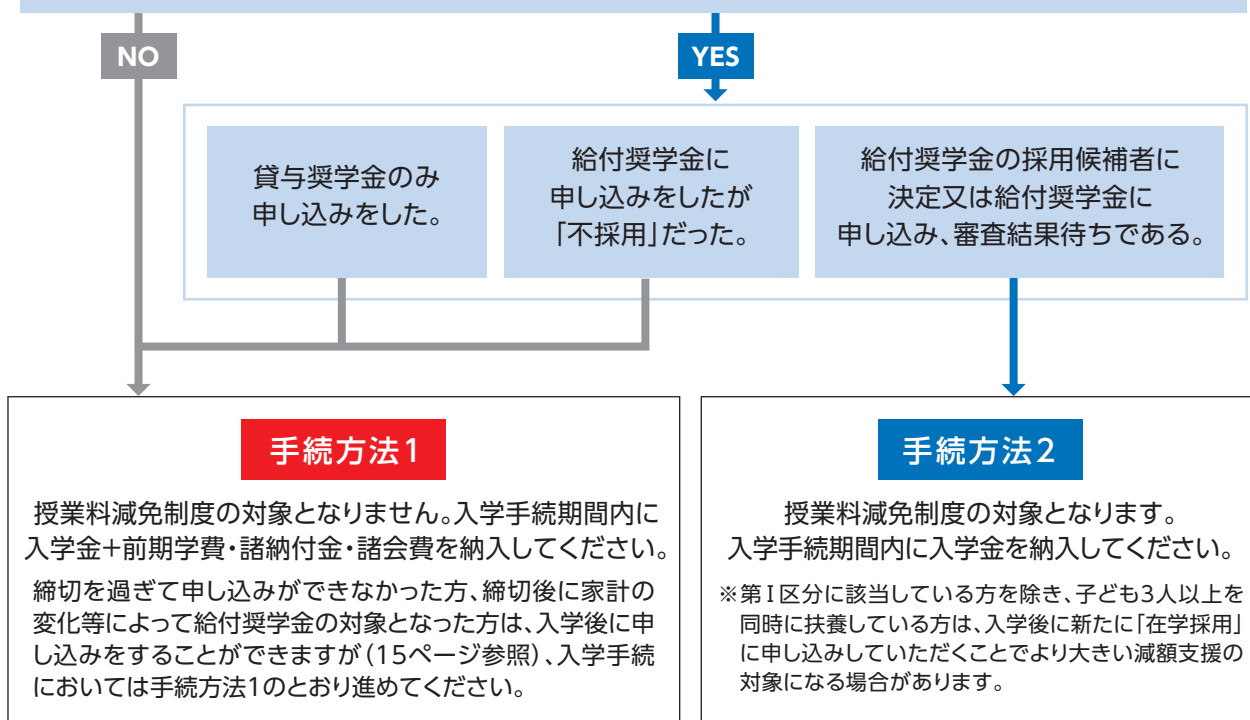 NO
YES
貸与奨学金のみ
申し込みをした。
給付奨学金に
申し込みをしたが
「不採用」だった。
給付奨学金の採用候補者に
決定又は給付奨学金に
申し込み、審査結果待ちである。
手続方法1
授業料減免制度の対象となりません。入学手続期間内に
入学金+前期学費・諸納付金・諸会費を納入してください。
締切を過ぎて申し込みができなかった方、締切後に家計の
変化等によって給付奨学金の対象となった方は、入学後に申
し込みをすることができますが(15ページ参照)、入学手続
においては手続方法1のとおり進めてください。
手続方法2
授業料減免制度の対象となります。
入学手続期間内に入学金を納入してください。
※第Ⅰ区分に該当している方を除き、子ども3人以上を
同時に扶養している方は、入学後に新たに「在学採用」
に申し込みしていただくことでより大きい減額支援の
対象になる場合があります。